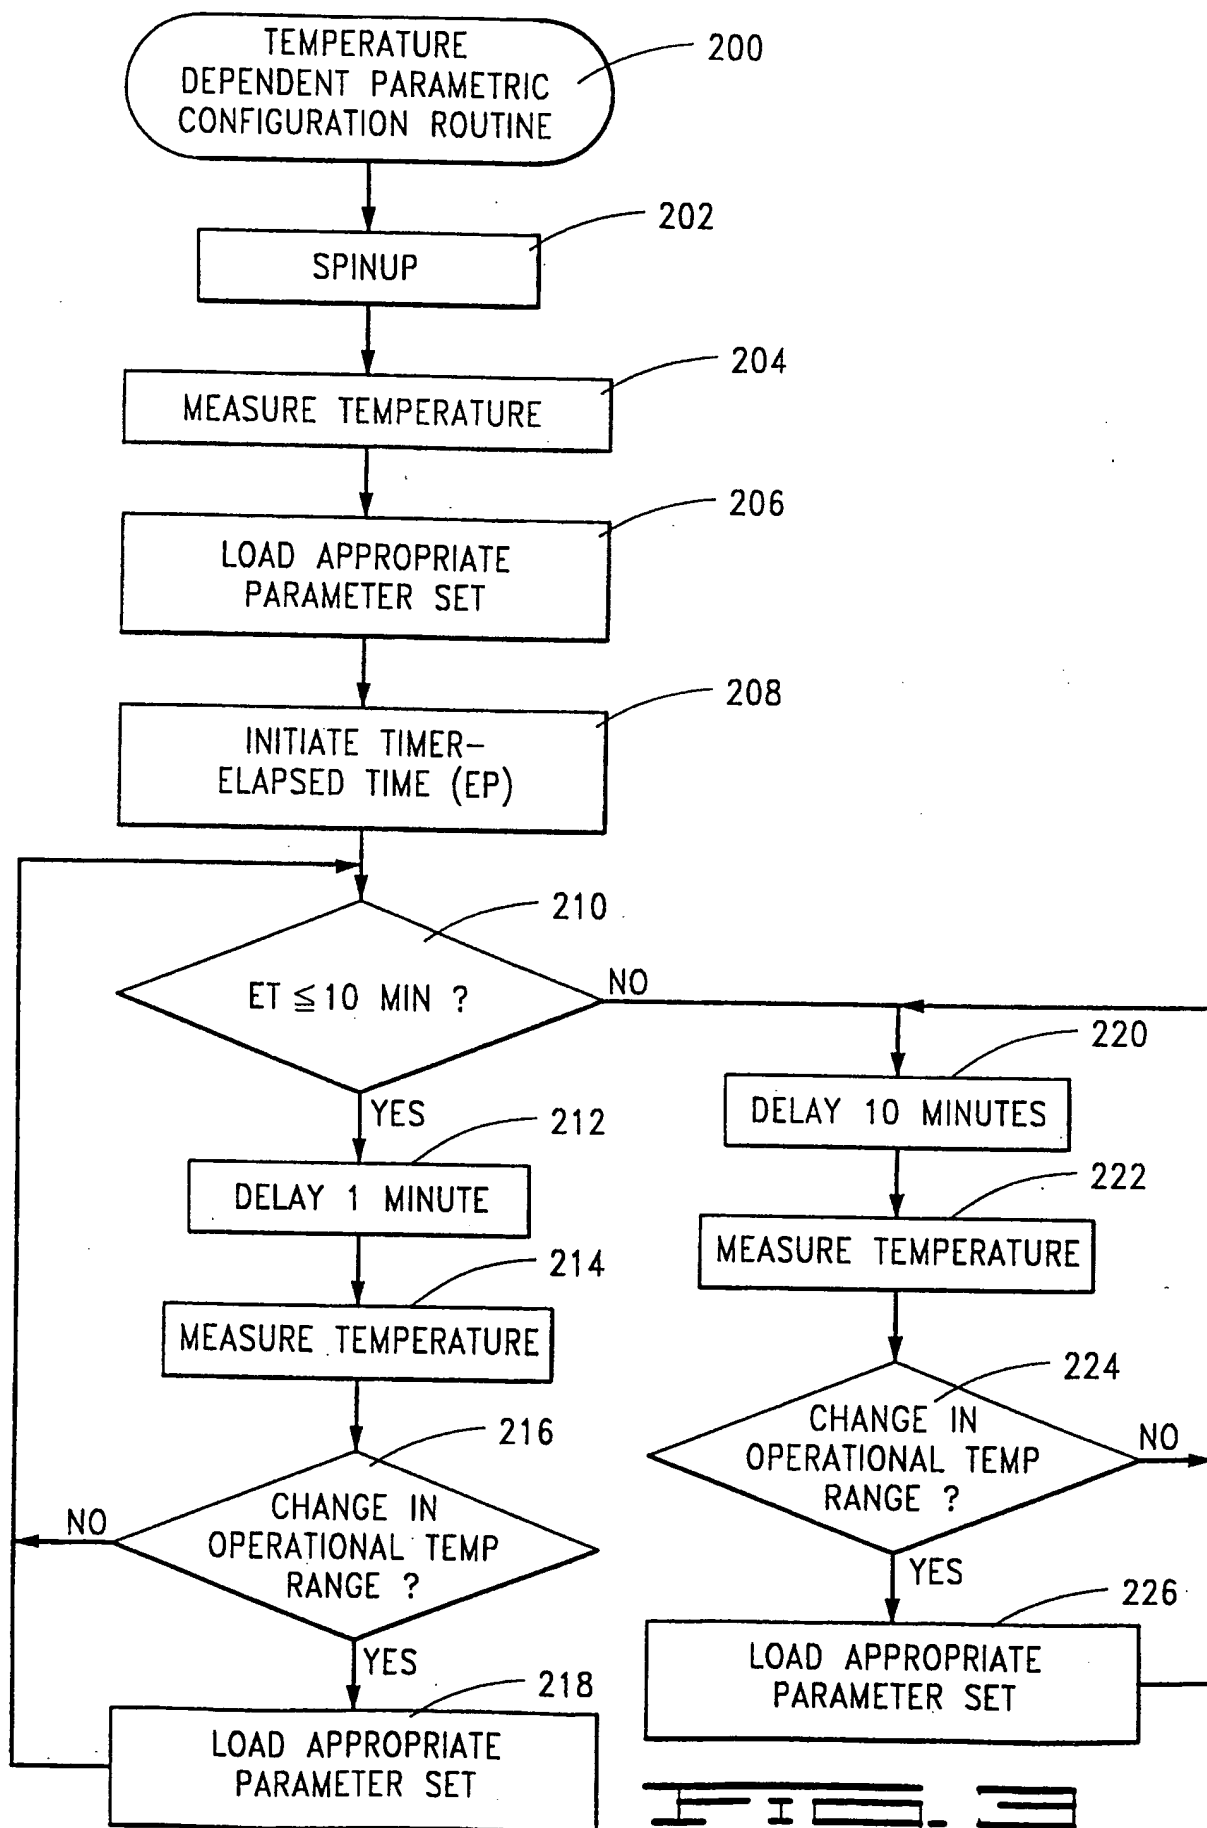 TEMPERATURE
DEPENDENT PARAMETRIC
CONFIGURATION ROUTINE
200
SPINUP
202
MEASURE TEMPERATURE
204
LOAD APPROPRIATE
PARAMETER SET
206
INITIATE TIMER-
ELAPSED TIME (EP)
208
ET ≦ 10 MIN ?
210
NO
YES
DELAY 1 MINUTE
212
MEASURE TEMPERATURE
214
CHANGE IN
OPERATIONAL TEMP
RANGE ?
216
NO
YES
LOAD APPROPRIATE
PARAMETER SET
218
DELAY 10 MINUTES
220
MEASURE TEMPERATURE
222
CHANGE IN
OPERATIONAL TEMP
RANGE ?
224
NO
YES
LOAD APPROPRIATE
PARAMETER SET
226